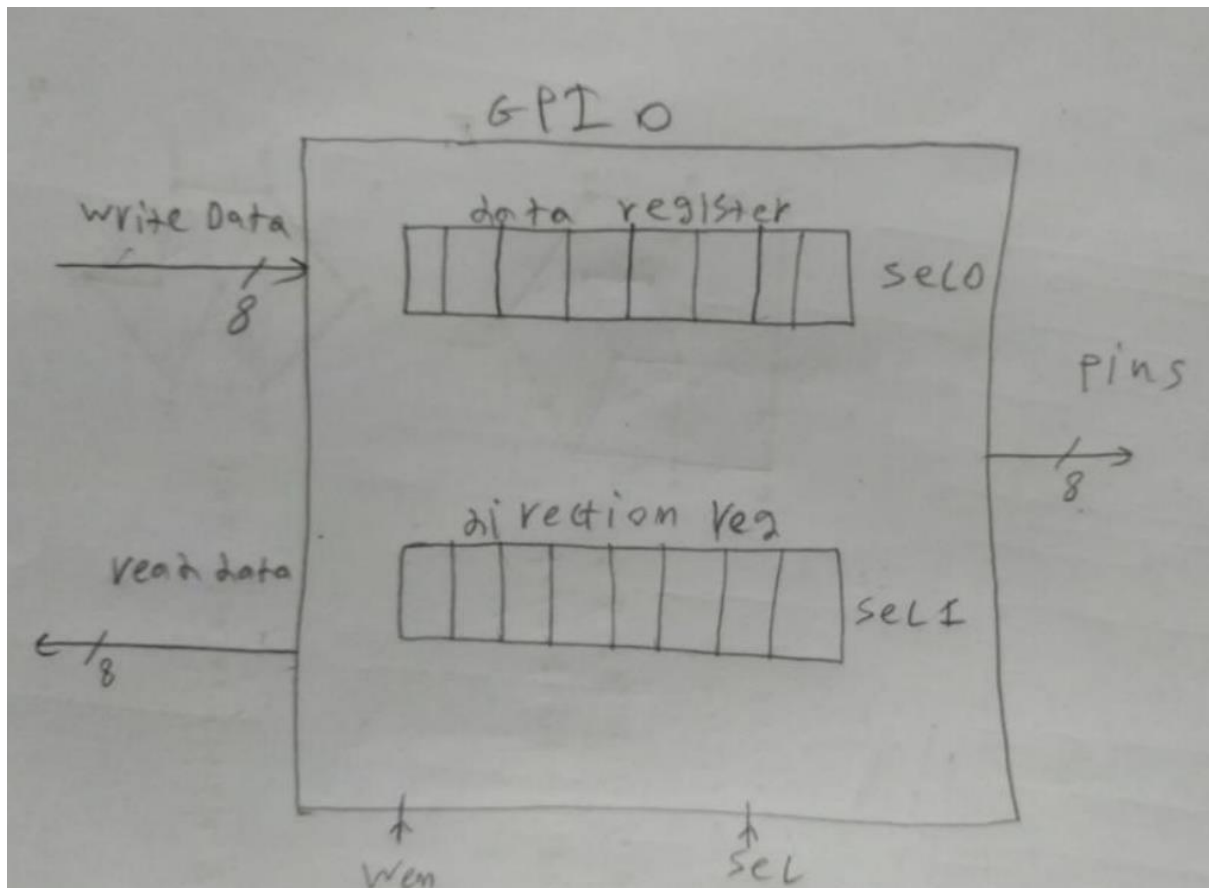 GPIO
data register
write Data
8
SEL0
pins
8
direction reg
read data
8
SEL1
Wen
SEL